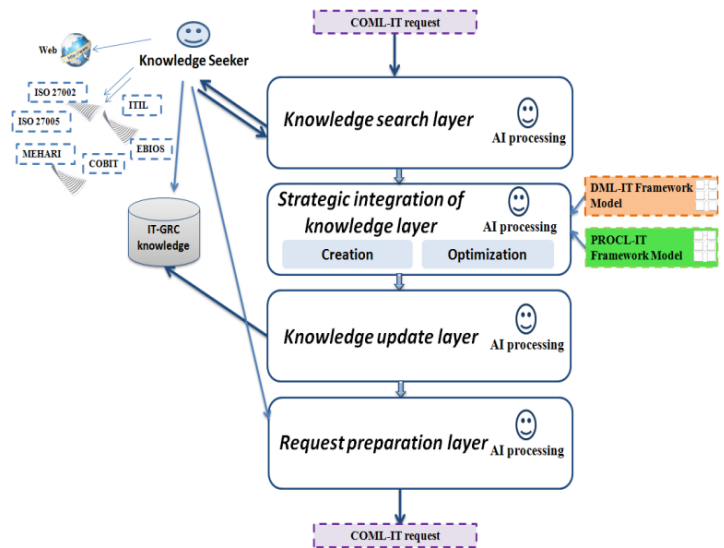 COML-IT request
Web
Knowledge Seeker
ISO 27002
ITIL
ISO 27005
EBIOS
MEHARI
COBIT
Knowledge search layer
AI processing
IT-GRC
knowledge
Strategic integration of
knowledge layer
AI processing
Creation
Optimization
DML-IT Framework
Model
PROCL-IT
Framework Model
Knowledge update layer
AI processing
Request preparation layer
AI processing
COML-IT request